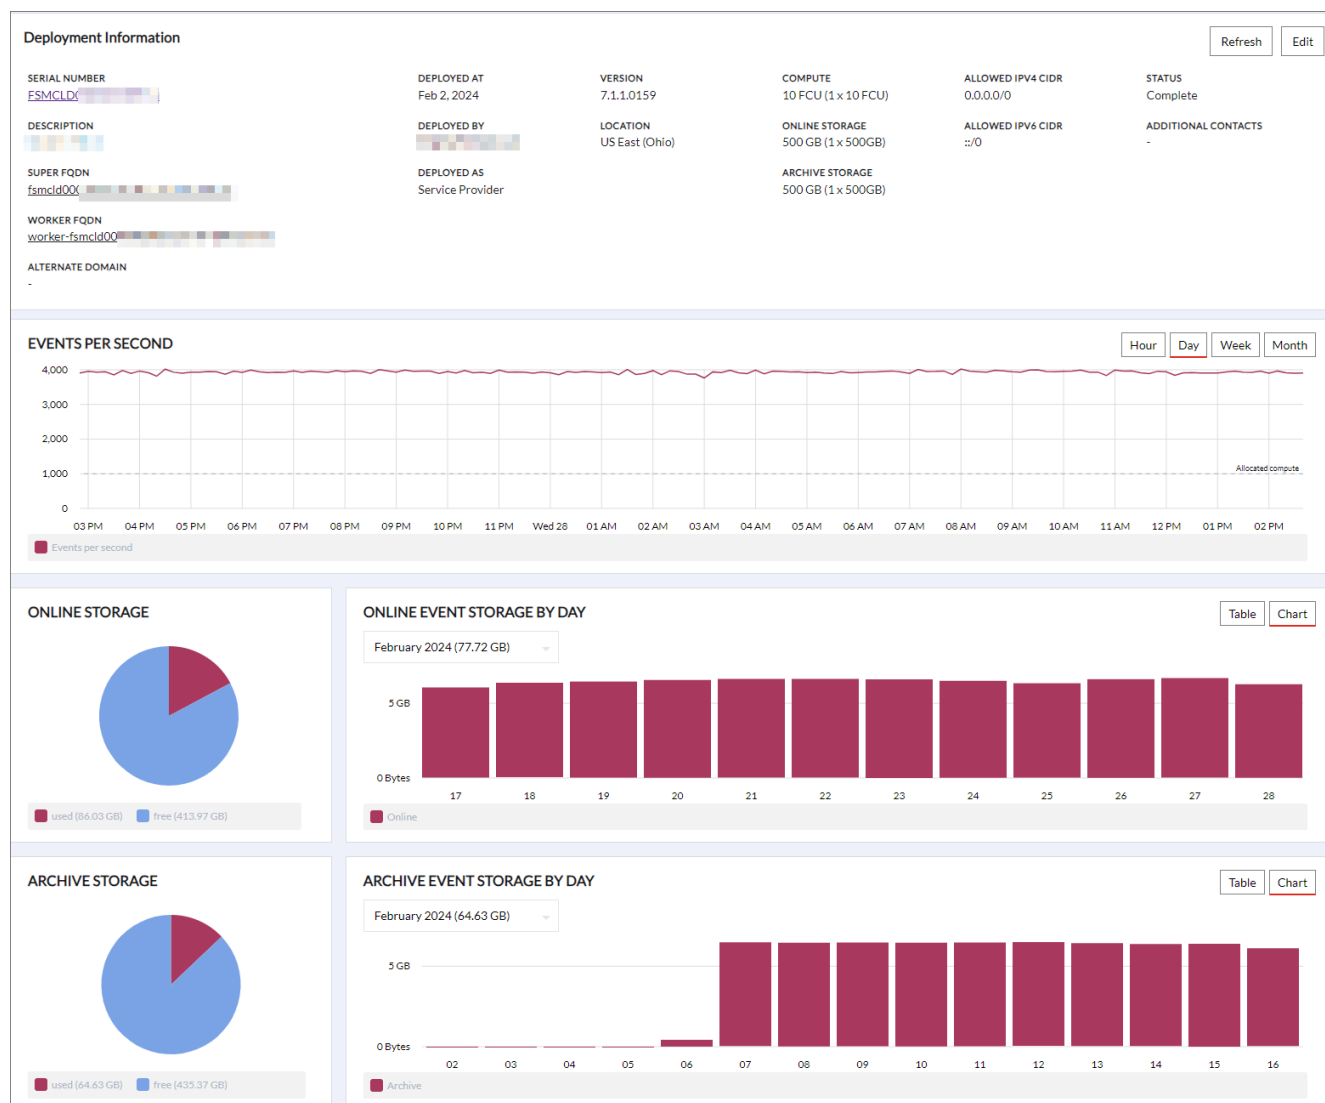 Deployment Information
Refresh Edit
SERIAL NUMBER DEPLOYED AT VERSION COMPUTE ALLOWED IPV4 CIDR STATUS
Feb 2, 2024 7.1.1.0159 10 FCU (1 x 10 FCU) 0.0.0.0/0 Complete
DESCRIPTION DEPLOYED BY LOCATION ONLINE STORAGE ALLOWED IPV6 CIDR ADDITIONAL CONTACTS
US East (Ohio) 500 GB (1 x 500GB) ::/0 -
SUPER FQDN DEPLOYED AS ARCHIVE STORAGE
Service Provider 500 GB (1 x 500GB)
WORKER FQDN
ALTERNATE DOMAIN
-
EVENTS PER SECOND
Hour Day Week Month
4,000
3,000
2,000
1,000
Allocated compute
0
03 PM 04 PM 05 PM 06 PM 07 PM 08 PM 09 PM 10 PM 11 PM Wed 28 01 AM 02 AM 03 AM 04 AM 05 AM 06 AM 07 AM 08 AM 09 AM 10 AM 11 AM 12 PM 01 PM 02 PM
Events per second
ONLINE STORAGE
used (86.03 GB) free (413.97 GB)
ONLINE EVENT STORAGE BY DAY
Table Chart
February 2024 (77.72 GB)
5 GB
0 Bytes
17 18 19 20 21 22 23 24 25 26 27 28
Online
ARCHIVE STORAGE
used (64.63 GB) free (435.37 GB)
ARCHIVE EVENT STORAGE BY DAY
Table Chart
February 2024 (64.63 GB)
5 GB
0 Bytes
02 03 04 05 06 07 08 09 10 11 12 13 14 15 16
Archive